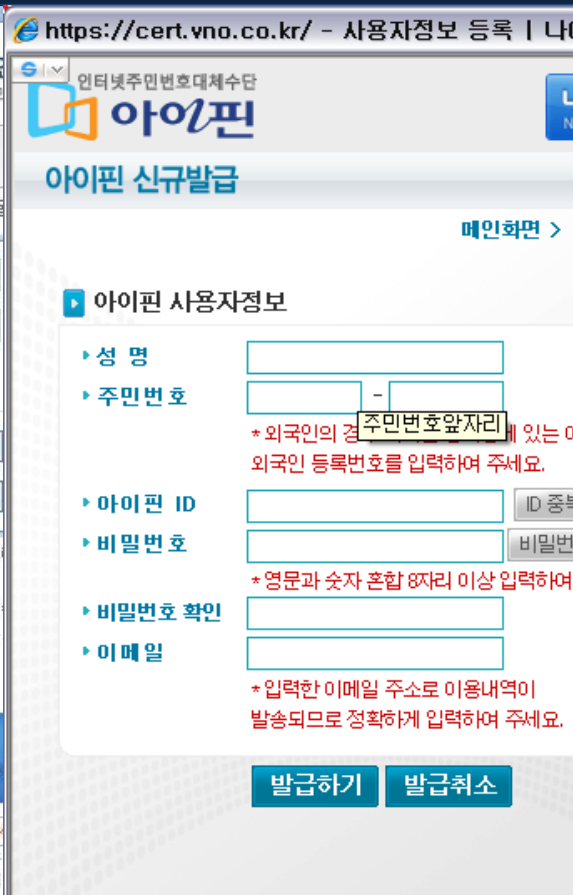 https://cert.vno.co.kr/ - 사용자정보 등록 |
인터넷주민번호대체수단
아이핀
아이핀 신규발급
메인화면 >
아이핀 사용자정보
성 명
주민번호 -
주민번호앞자리
* 외국인의 있는
외국인 등록번호를 입력하여 주세요.
아이핀 ID ID
비밀번호
* 영문과 숫자 혼합 8자리 이상 입력하여
비밀번호 확인
이메일
* 입력한 이메일 주소로 이용내역이
발송되므로 정확하게 입력하여 주세요.
발급하기 발급취소